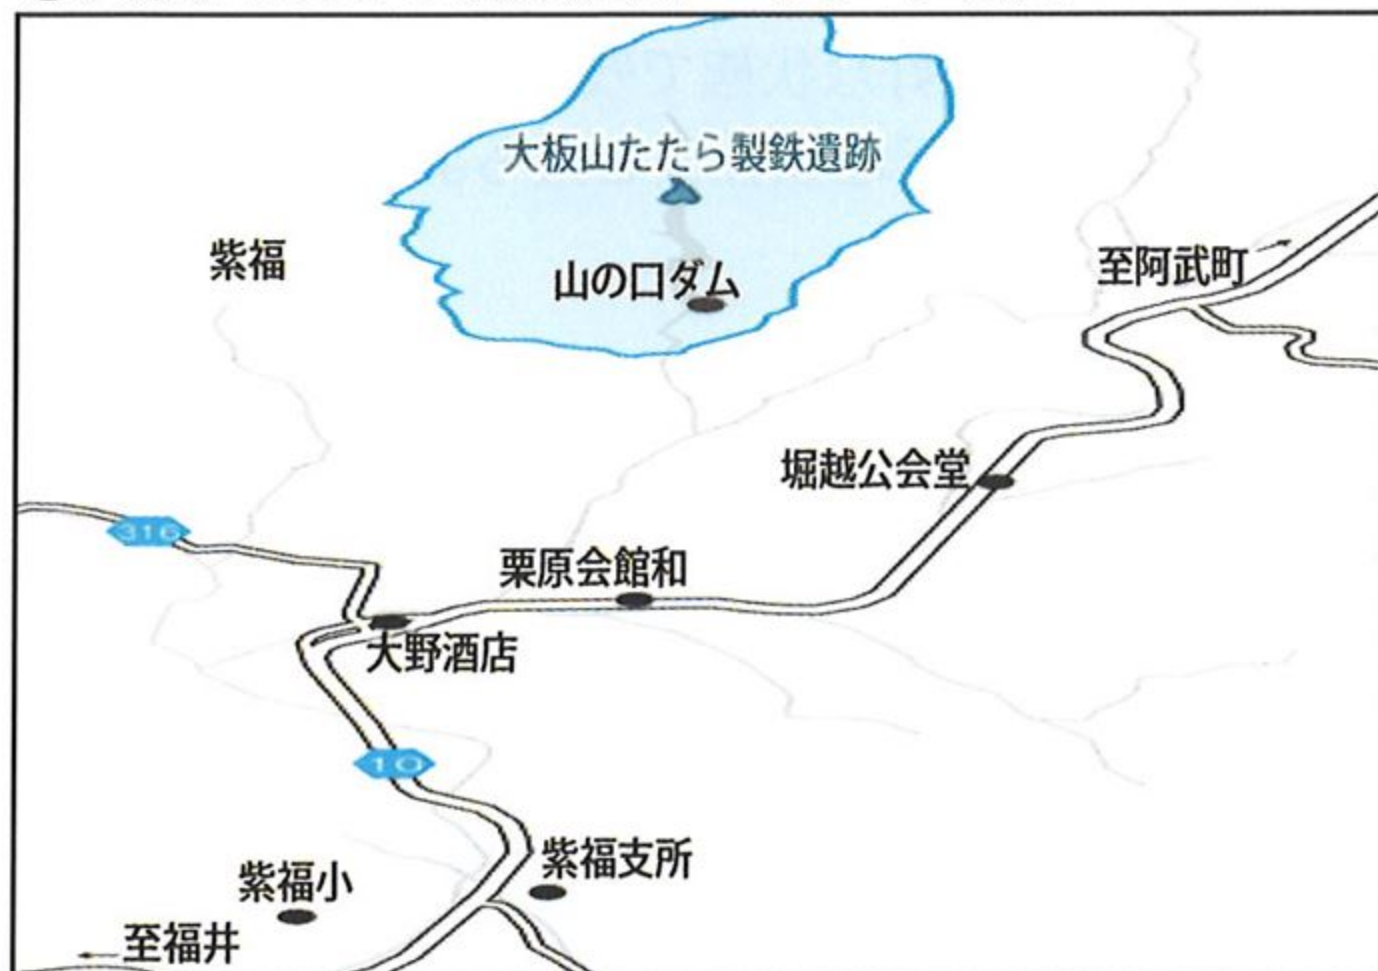 大板山たたら製鉄遺跡
紫福
山の口ダム
至阿武町
堀越公会堂
316
栗原会館和
大野酒店
10
紫福支所
紫福小
至福井